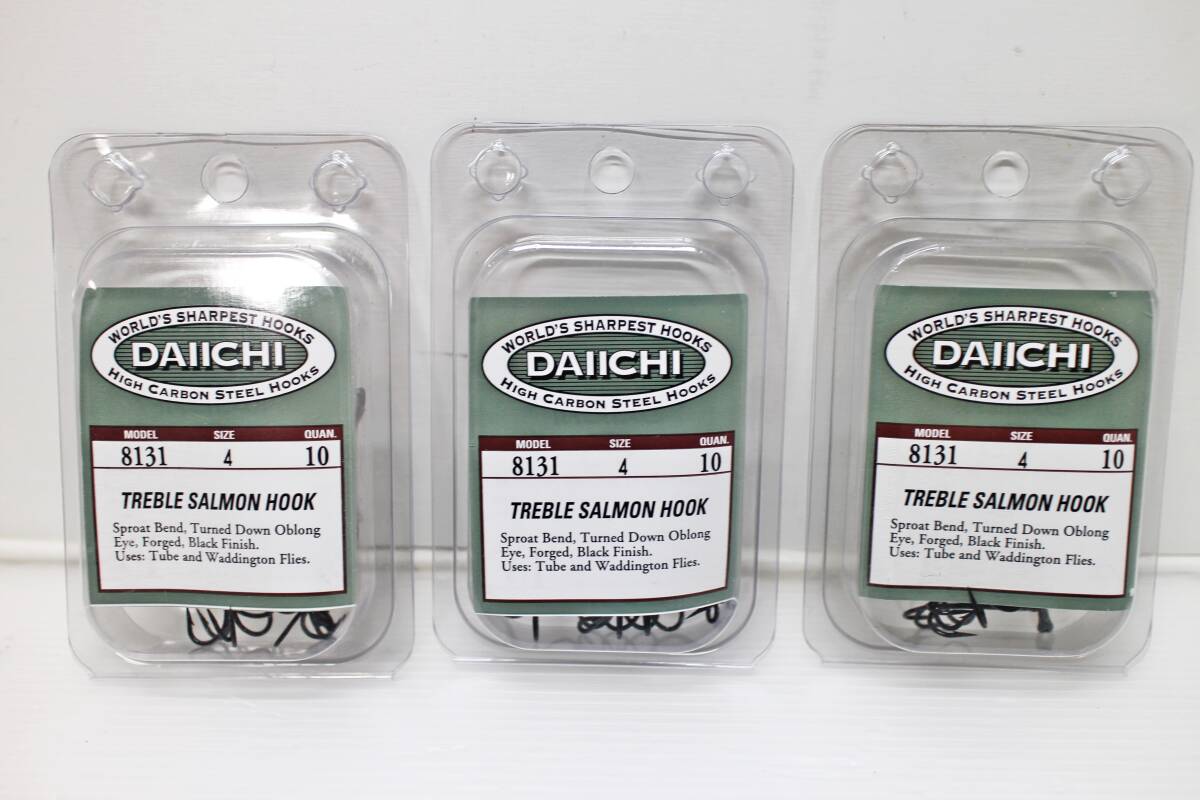 WORLD'S SHARPEST HOOKS
DAIICHI
HIGH CARBON STEEL HOOKS
MODEL SIZE QUAN.
8131 4 10
TREBLE SALMON HOOK
Sproat Bend, Turned Down Oblong
Eye, Forged, Black Finish.
Uses: Tube and Waddington Flies.
WORLD'S SHARPEST HOOKS
DAIICHI
HIGH CARBON STEEL HOOKS
MODEL SIZE QUAN.
8131 4 10
TREBLE SALMON HOOK
Sproat Bend, Turned Down Oblong
Eye, Forged, Black Finish.
Uses: Tube and Waddington Flies.
WORLD'S SHARPEST HOOKS
DAIICHI
HIGH CARBON STEEL HOOKS
MODEL SIZE QUAN.
8131 4 10
TREBLE SALMON HOOK
Sproat Bend, Turned Down Oblong
Eye, Forged, Black Finish.
Uses: Tube and Waddington Flies.